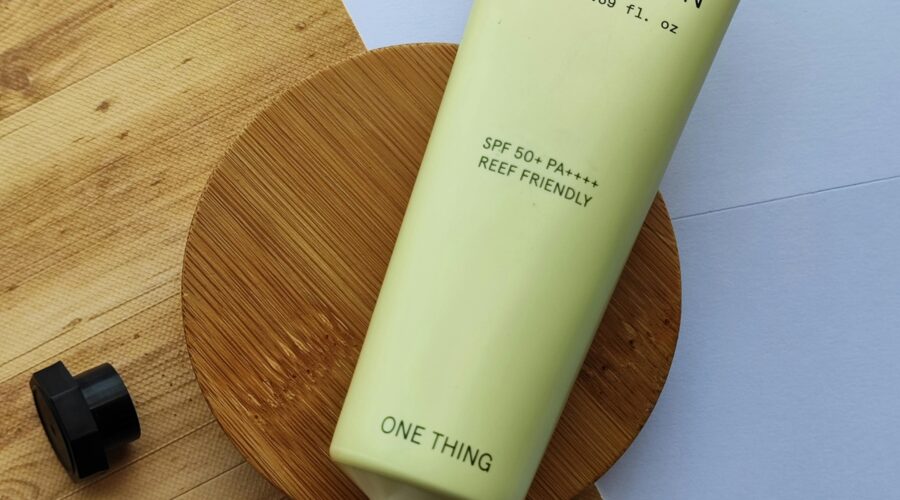 fl. oz
SPF 50+ PA++++
REEF FRIENDLY
ONE THING